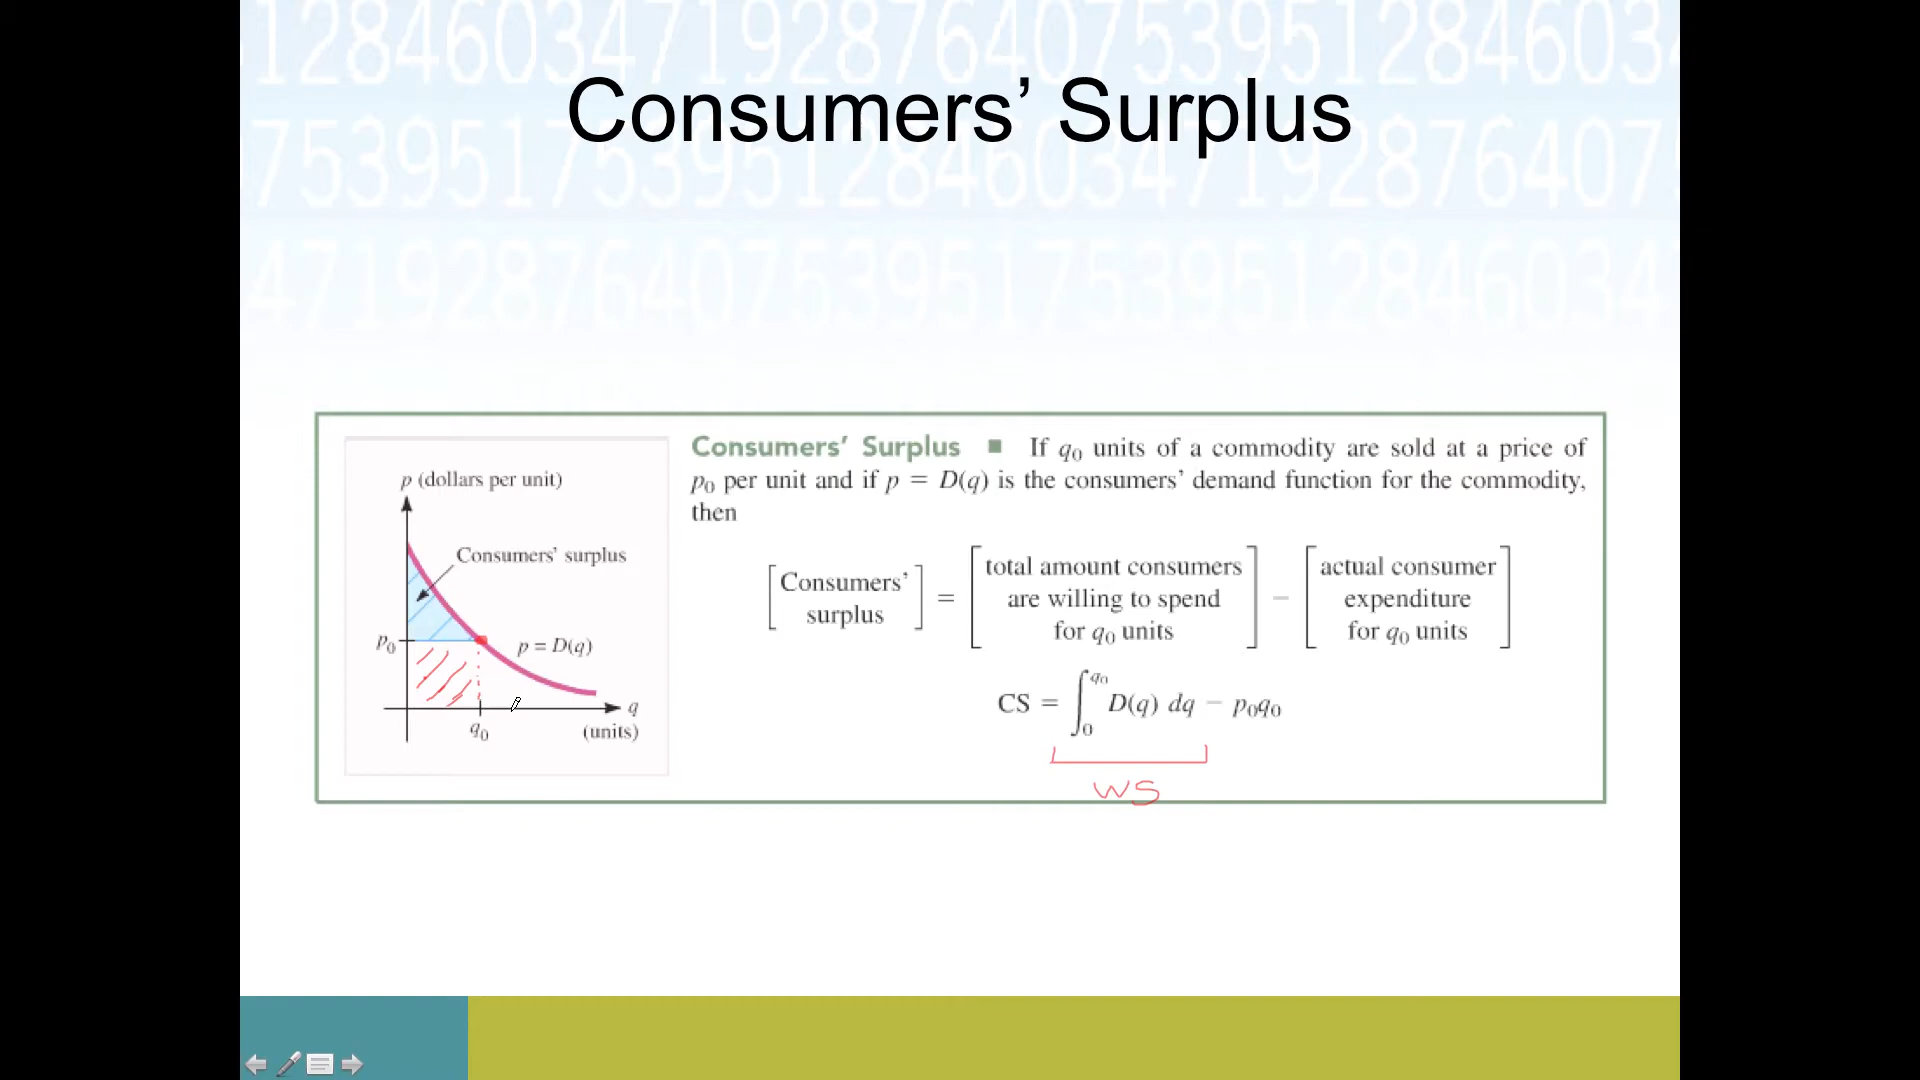 12846034719287640753951284603
Consumers’ Surplus
753951753951284603471928764075
47192876407539517539512846034
Consumers’ Surplus ■ If q₀ units of a commodity are sold at a price of
p₀ per unit and if p = D(q) is the consumers’ demand function for the commodity,
then
p (dollars per unit)
Consumers’ surplus
p₀
p = D(q)
q₀
q
(units)
[Consumers’ surplus] = [total amount consumers are willing to spend for q₀ units] − [actual consumer expenditure for q₀ units]
CS = ∫₀^q₀ D(q) dq − p₀q₀
WS